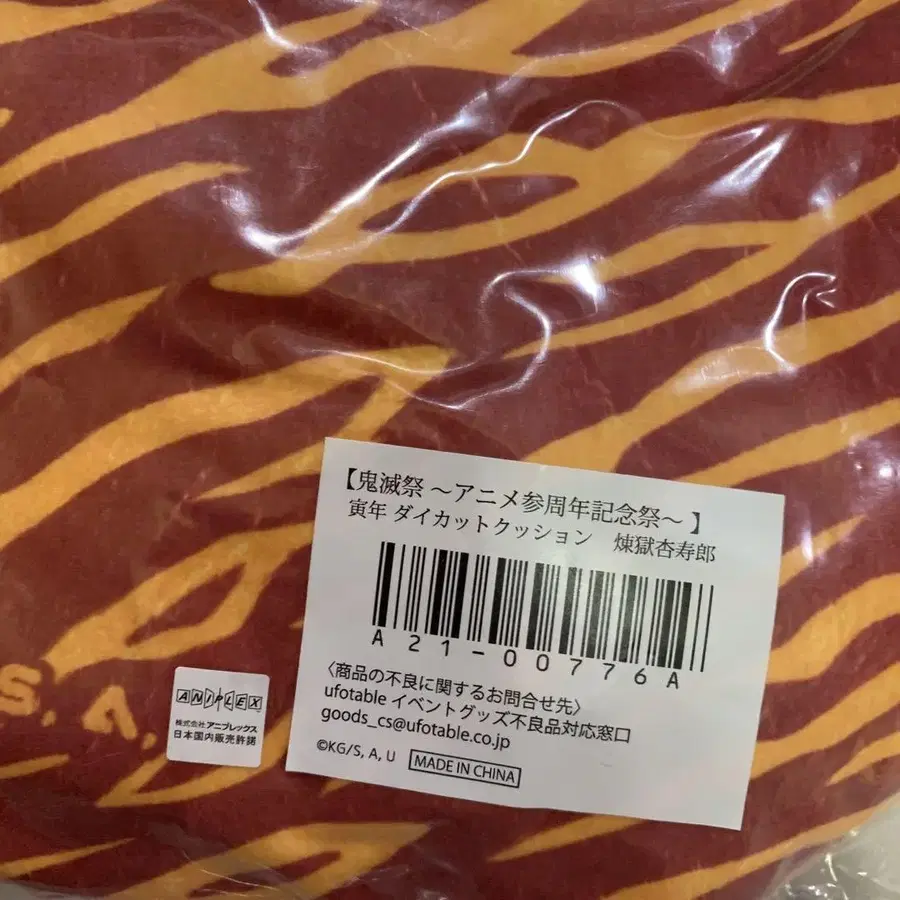 【鬼滅祭 ～アニメ参周年記念祭～】
寅年 ダイカットクッション 煉獄杏寿郎
A21-00776A
〈商品の不良に関するお問合せ先〉
ufotable イベントグッズ不良品対応窓口
goods_cs@ufotable.co.jp
©KG/S, A, U
MADE IN CHINA
S, A,
ANIPLEX
株式会社 アニプレックス
日本国内販売許諾